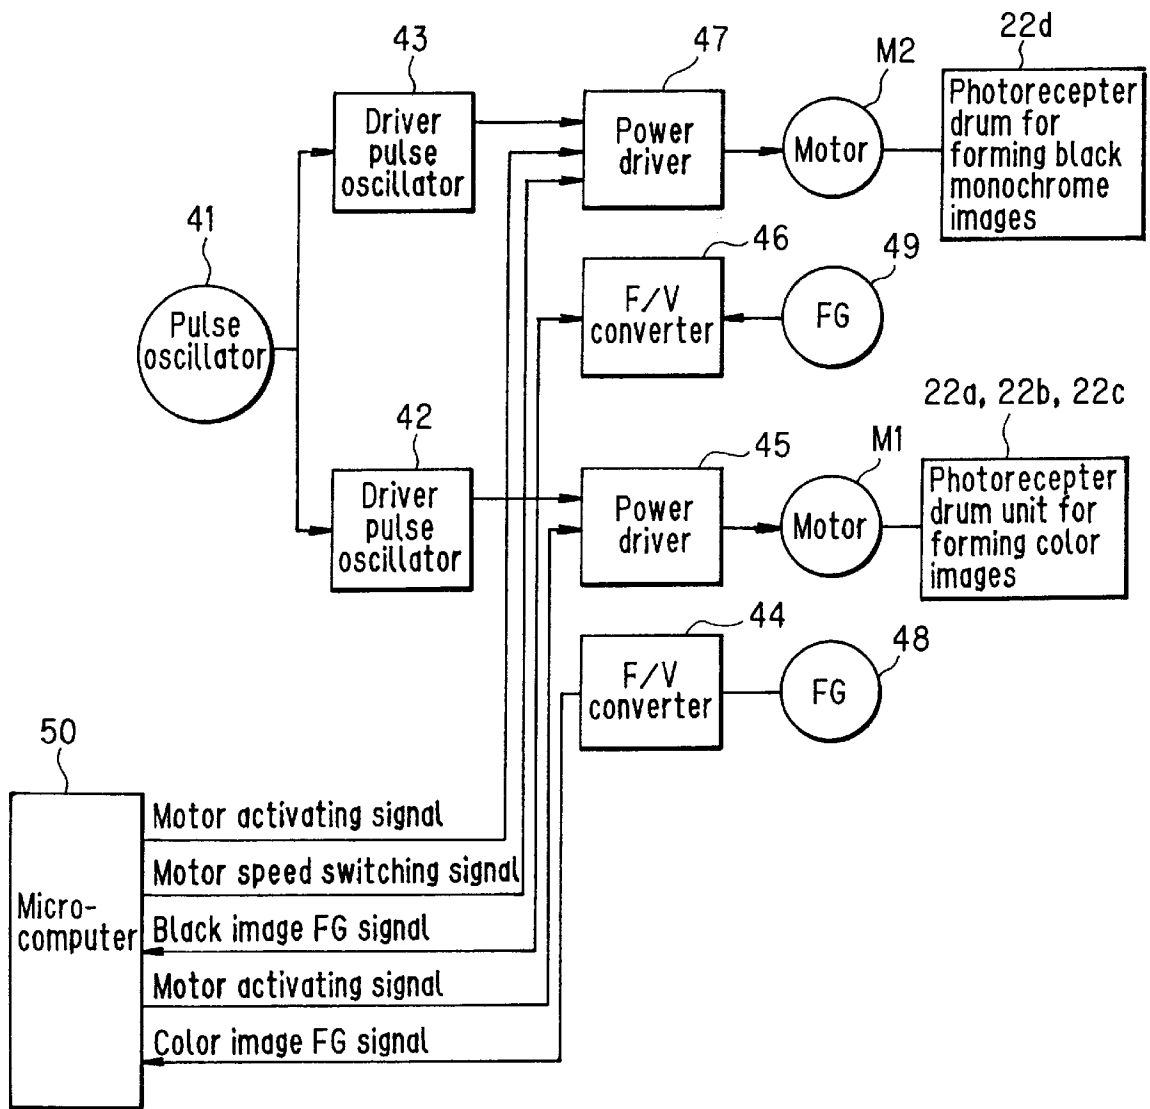 43
Driver
pulse
oscillator
47
Power
driver
M2
Motor
22d
Photorecepter
drum for
forming black
monochrome
images
41
Pulse
oscillator
46
F/V
converter
49
FG
42
Driver
pulse
oscillator
45
Power
driver
M1
Motor
22a, 22b, 22c
Photorecepter
drum unit for
forming color
images
44
F/V
converter
48
FG
50
Micro-
computer
Motor activating signal
Motor speed switching signal
Black image FG signal
Motor activating signal
Color image FG signal